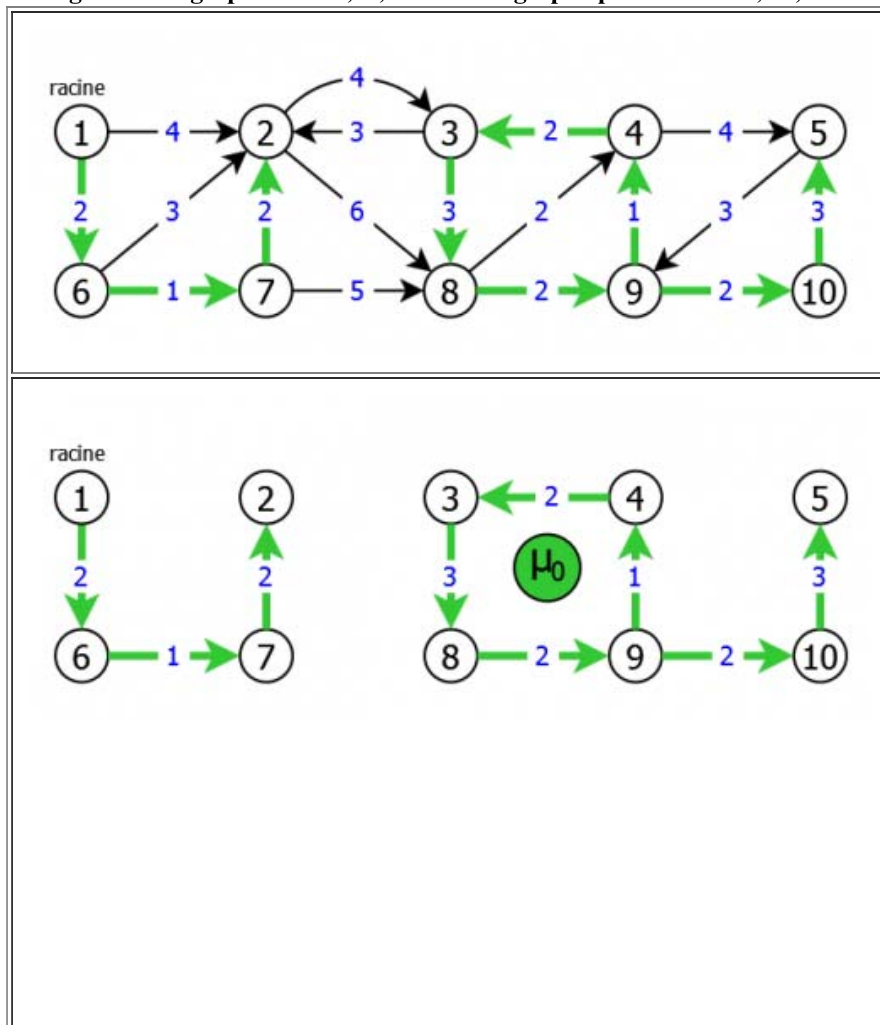 racine
4
1 4 2 3 3 2 4 4 5
2 3 2 6 3 2 1 3 3
6 1 7 5 8 2 9 2 10
racine
1 2 3 2 4 5
2 2 3 μ0 1 3
6 1 7 8 2 9 2 10